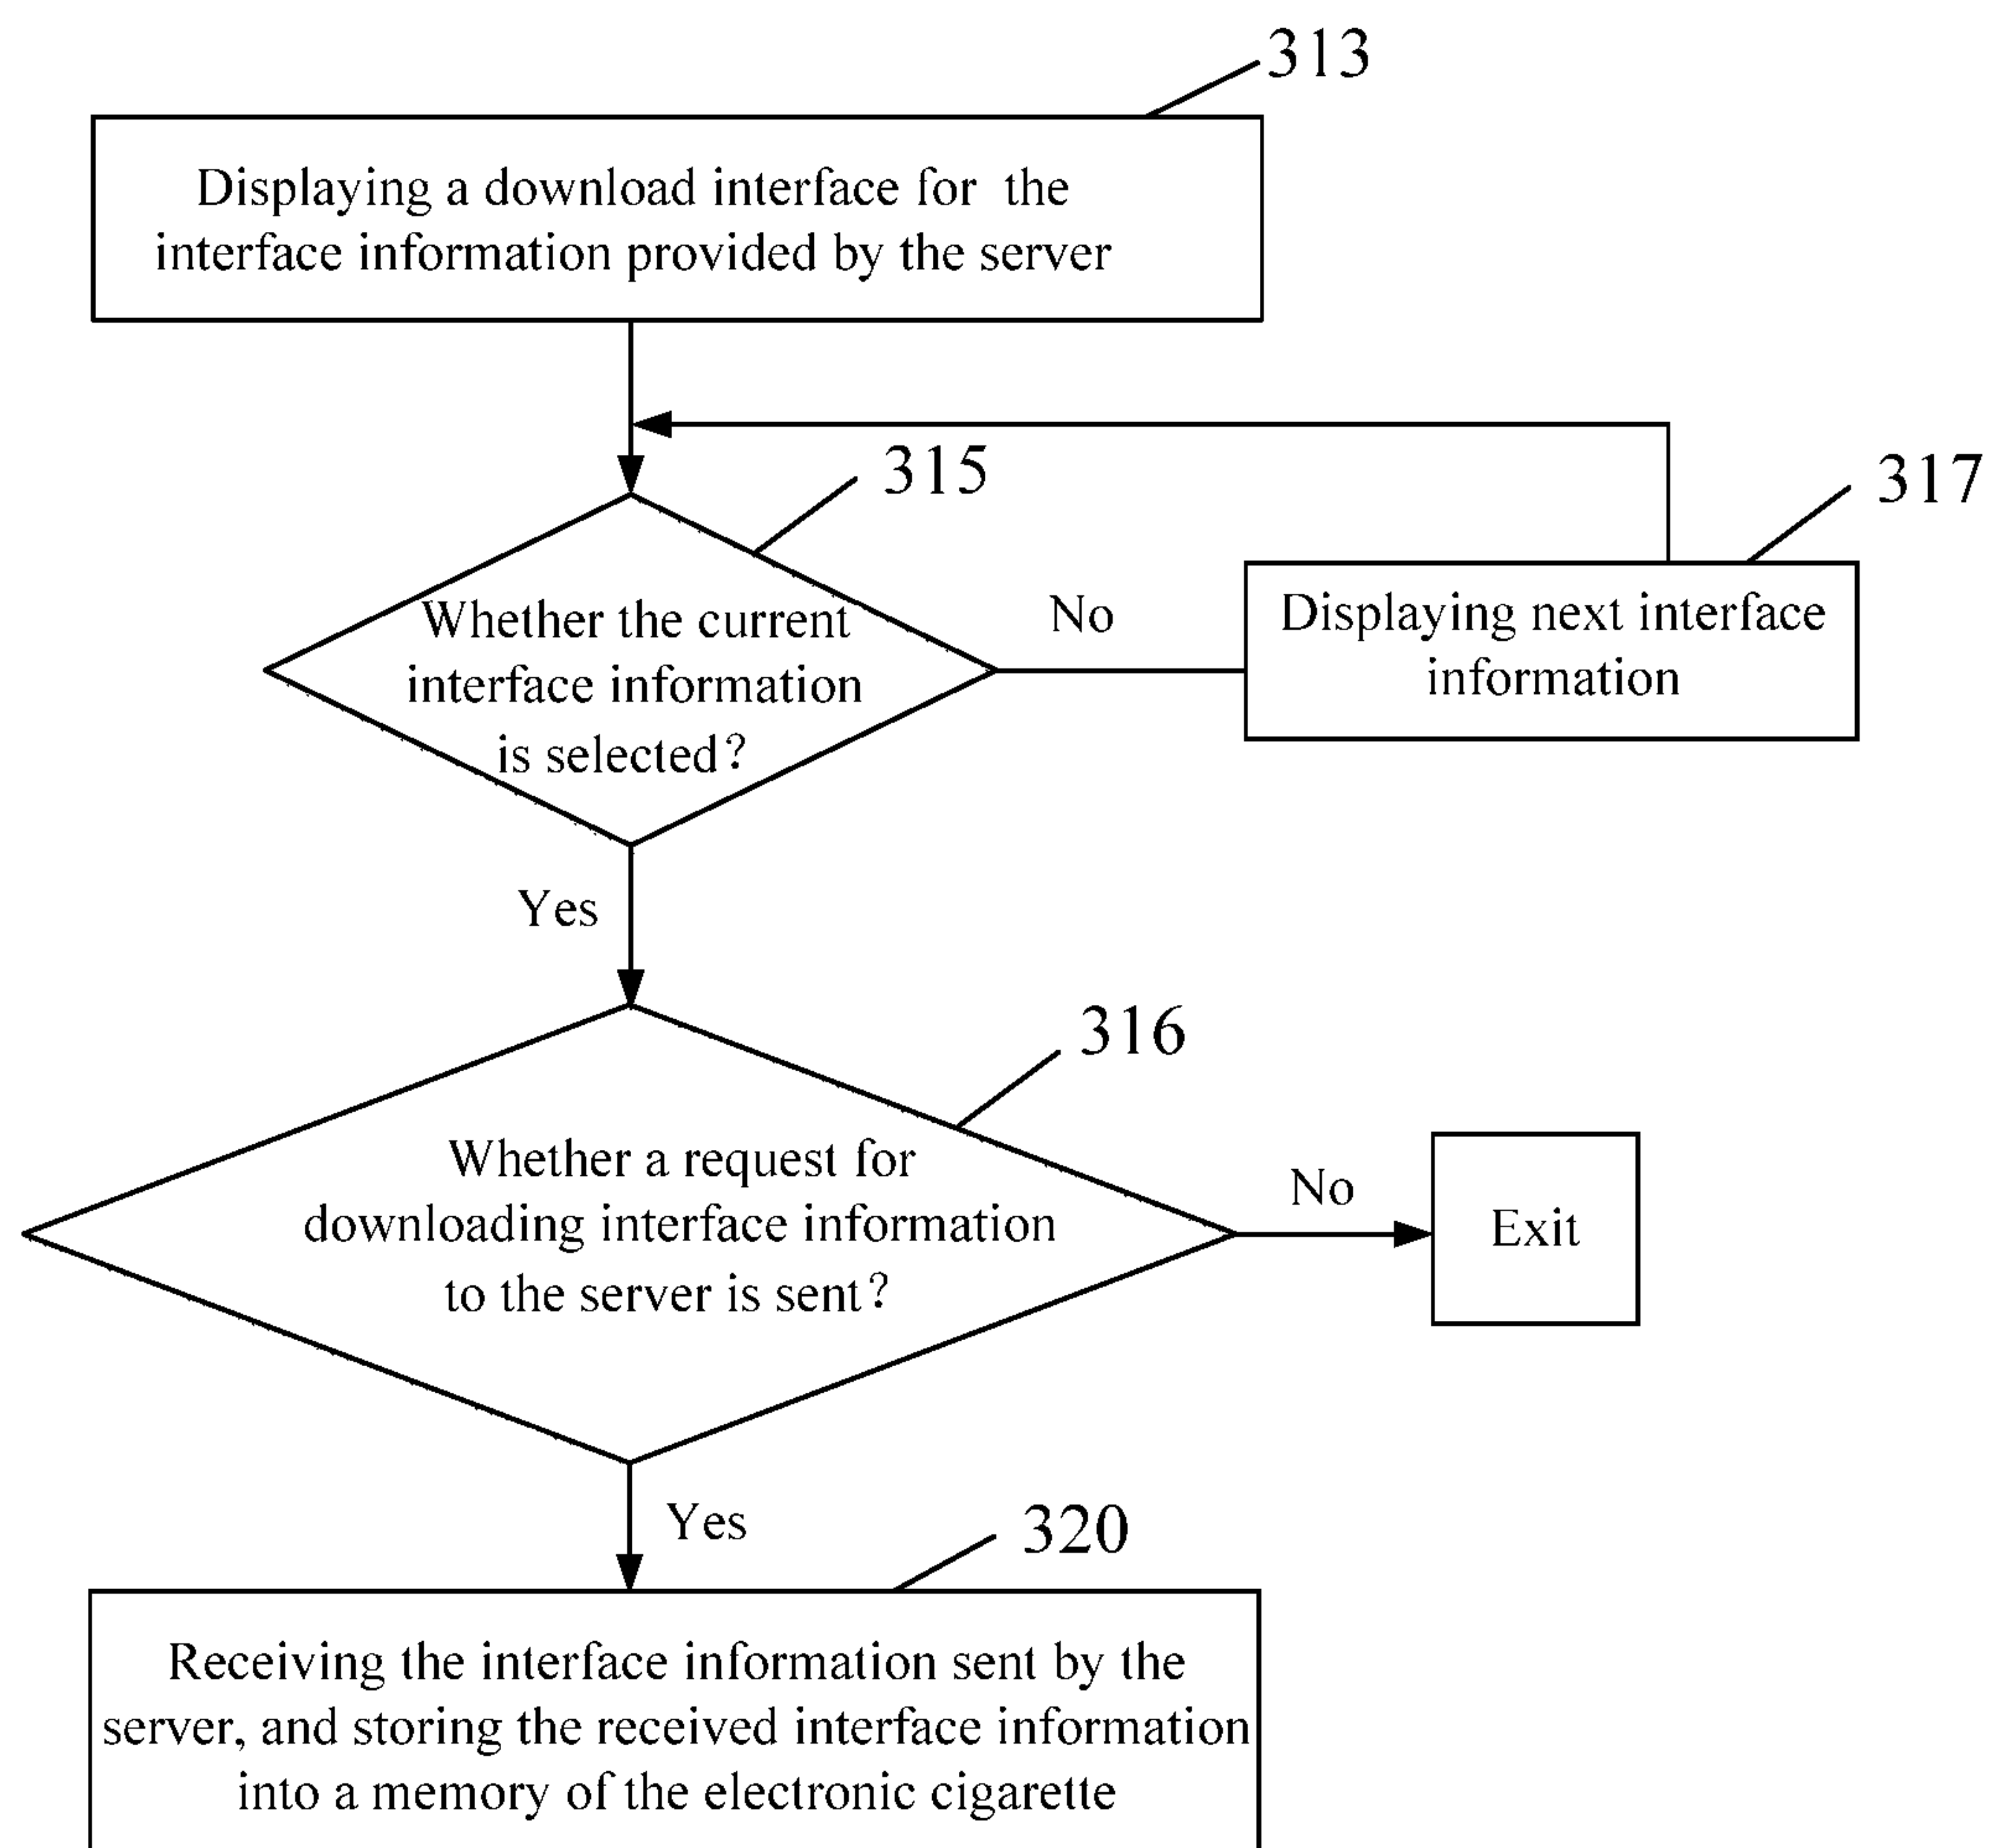 313
Displaying a download interface for the
interface information provided by the server
315
317
Whether the current
interface information
is selected?
No
Displaying next interface
information
Yes
316
Whether a request for
downloading interface information
to the server is sent?
No
Exit
Yes
320
Receiving the interface information sent by the
server, and storing the received interface information
into a memory of the electronic cigarette